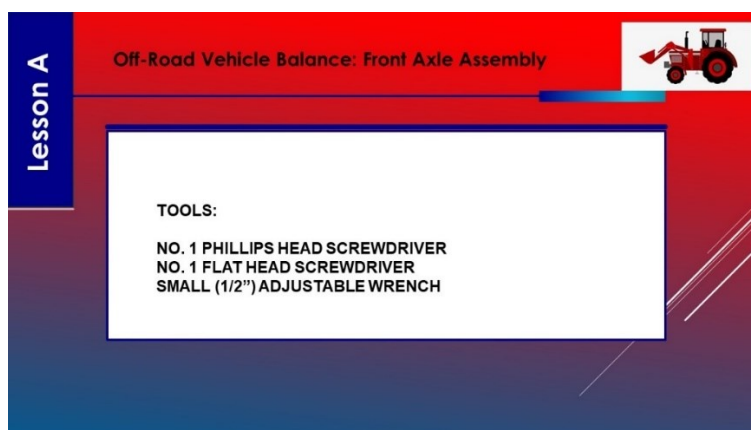 Lesson A
Off-Road Vehicle Balance: Front Axle Assembly
TOOLS:
NO. 1 PHILLIPS HEAD SCREWDRIVER
NO. 1 FLAT HEAD SCREWDRIVER
SMALL (1/2”) ADJUSTABLE WRENCH